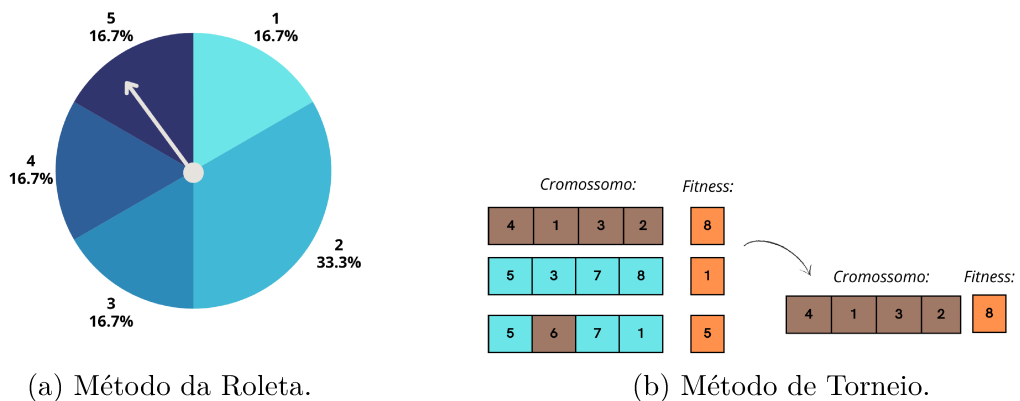 5
16.7%
1
16.7%
4
16.7%
2
33.3%
3
16.7%
(a) Método da Roleta.
Cromossomo: Fitness:
4 1 3 2 8
5 3 7 8 1
5 6 7 1 5
Cromossomo: Fitness:
4 1 3 2 8
(b) Método de Torneio.